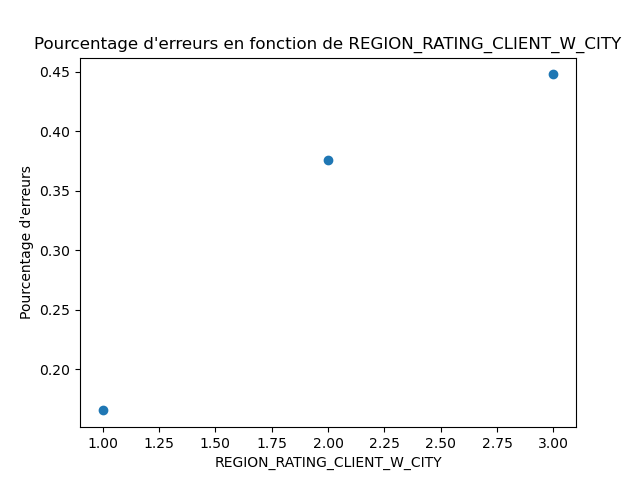 Pourcentage d'erreurs en fonction de REGION_RATING_CLIENT_W_CITY
0.45
0.40
0.35
0.30
0.25
0.20
Pourcentage d'erreurs
1.00 1.25 1.50 1.75 2.00 2.25 2.50 2.75 3.00
REGION_RATING_CLIENT_W_CITY